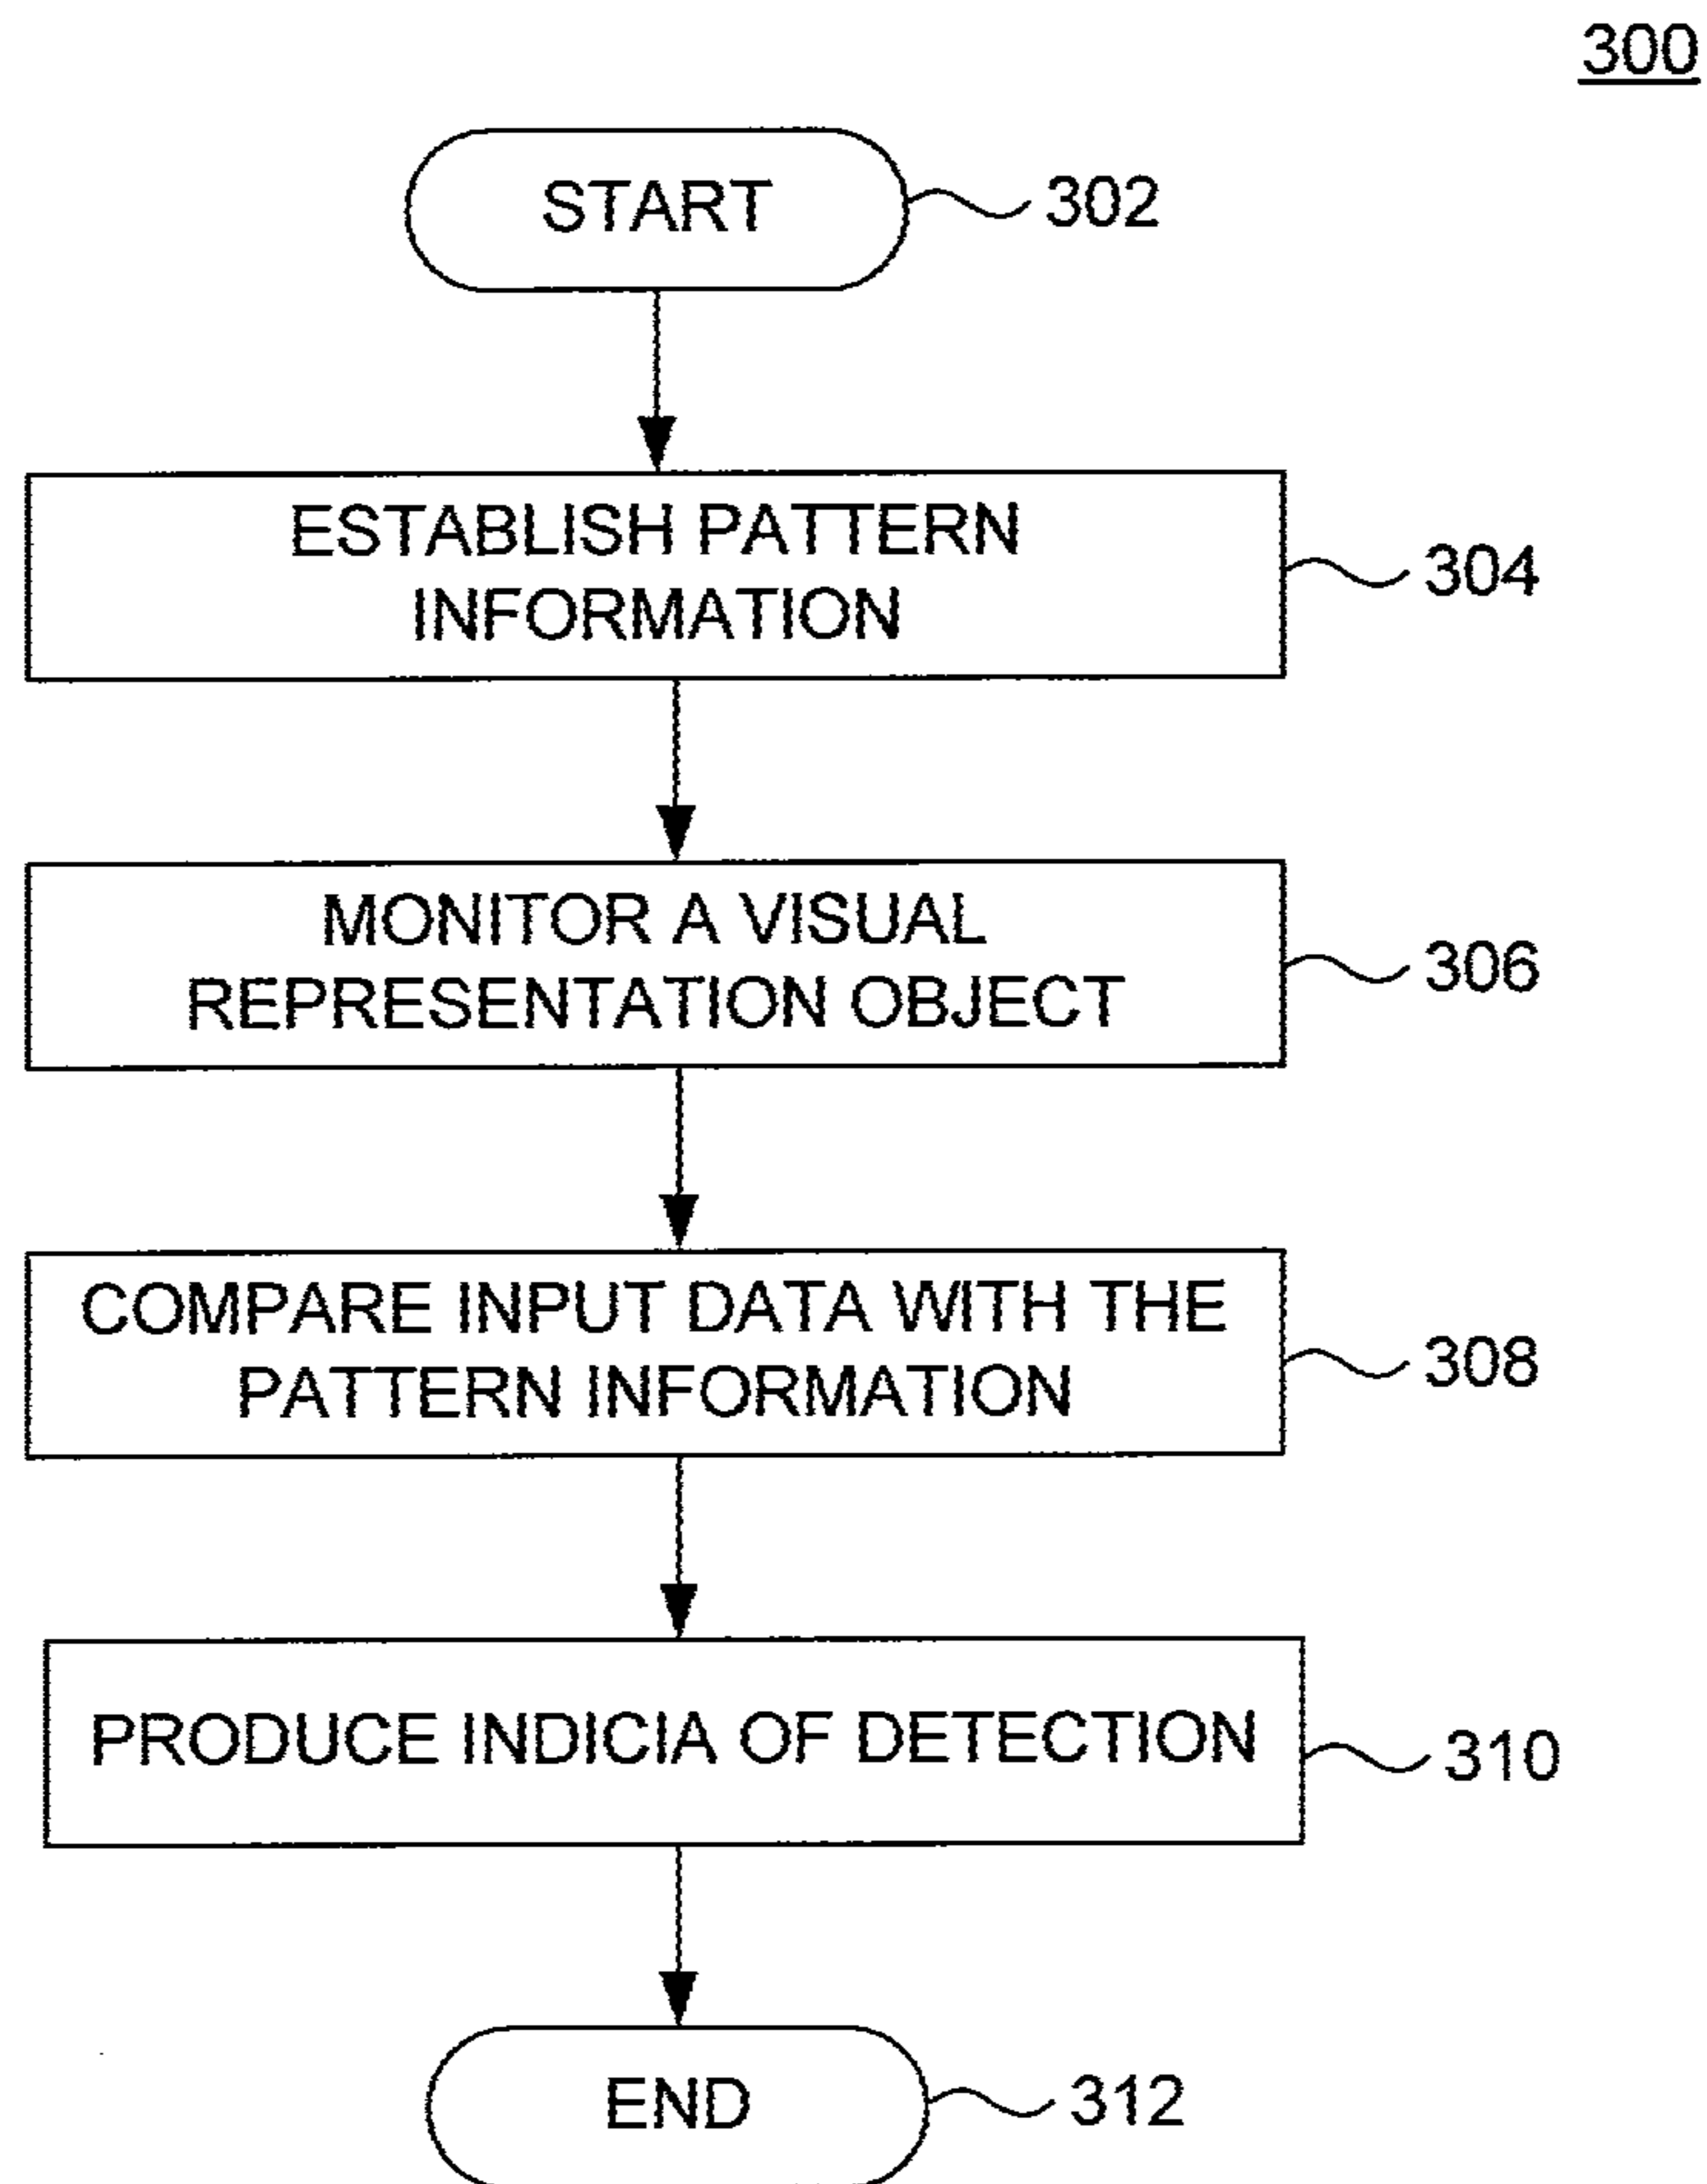 300
START
302
ESTABLISH PATTERN
INFORMATION
304
MONITOR A VISUAL
REPRESENTATION OBJECT
306
COMPARE INPUT DATA WITH THE
PATTERN INFORMATION
308
PRODUCE INDICIA OF DETECTION
310
END
312